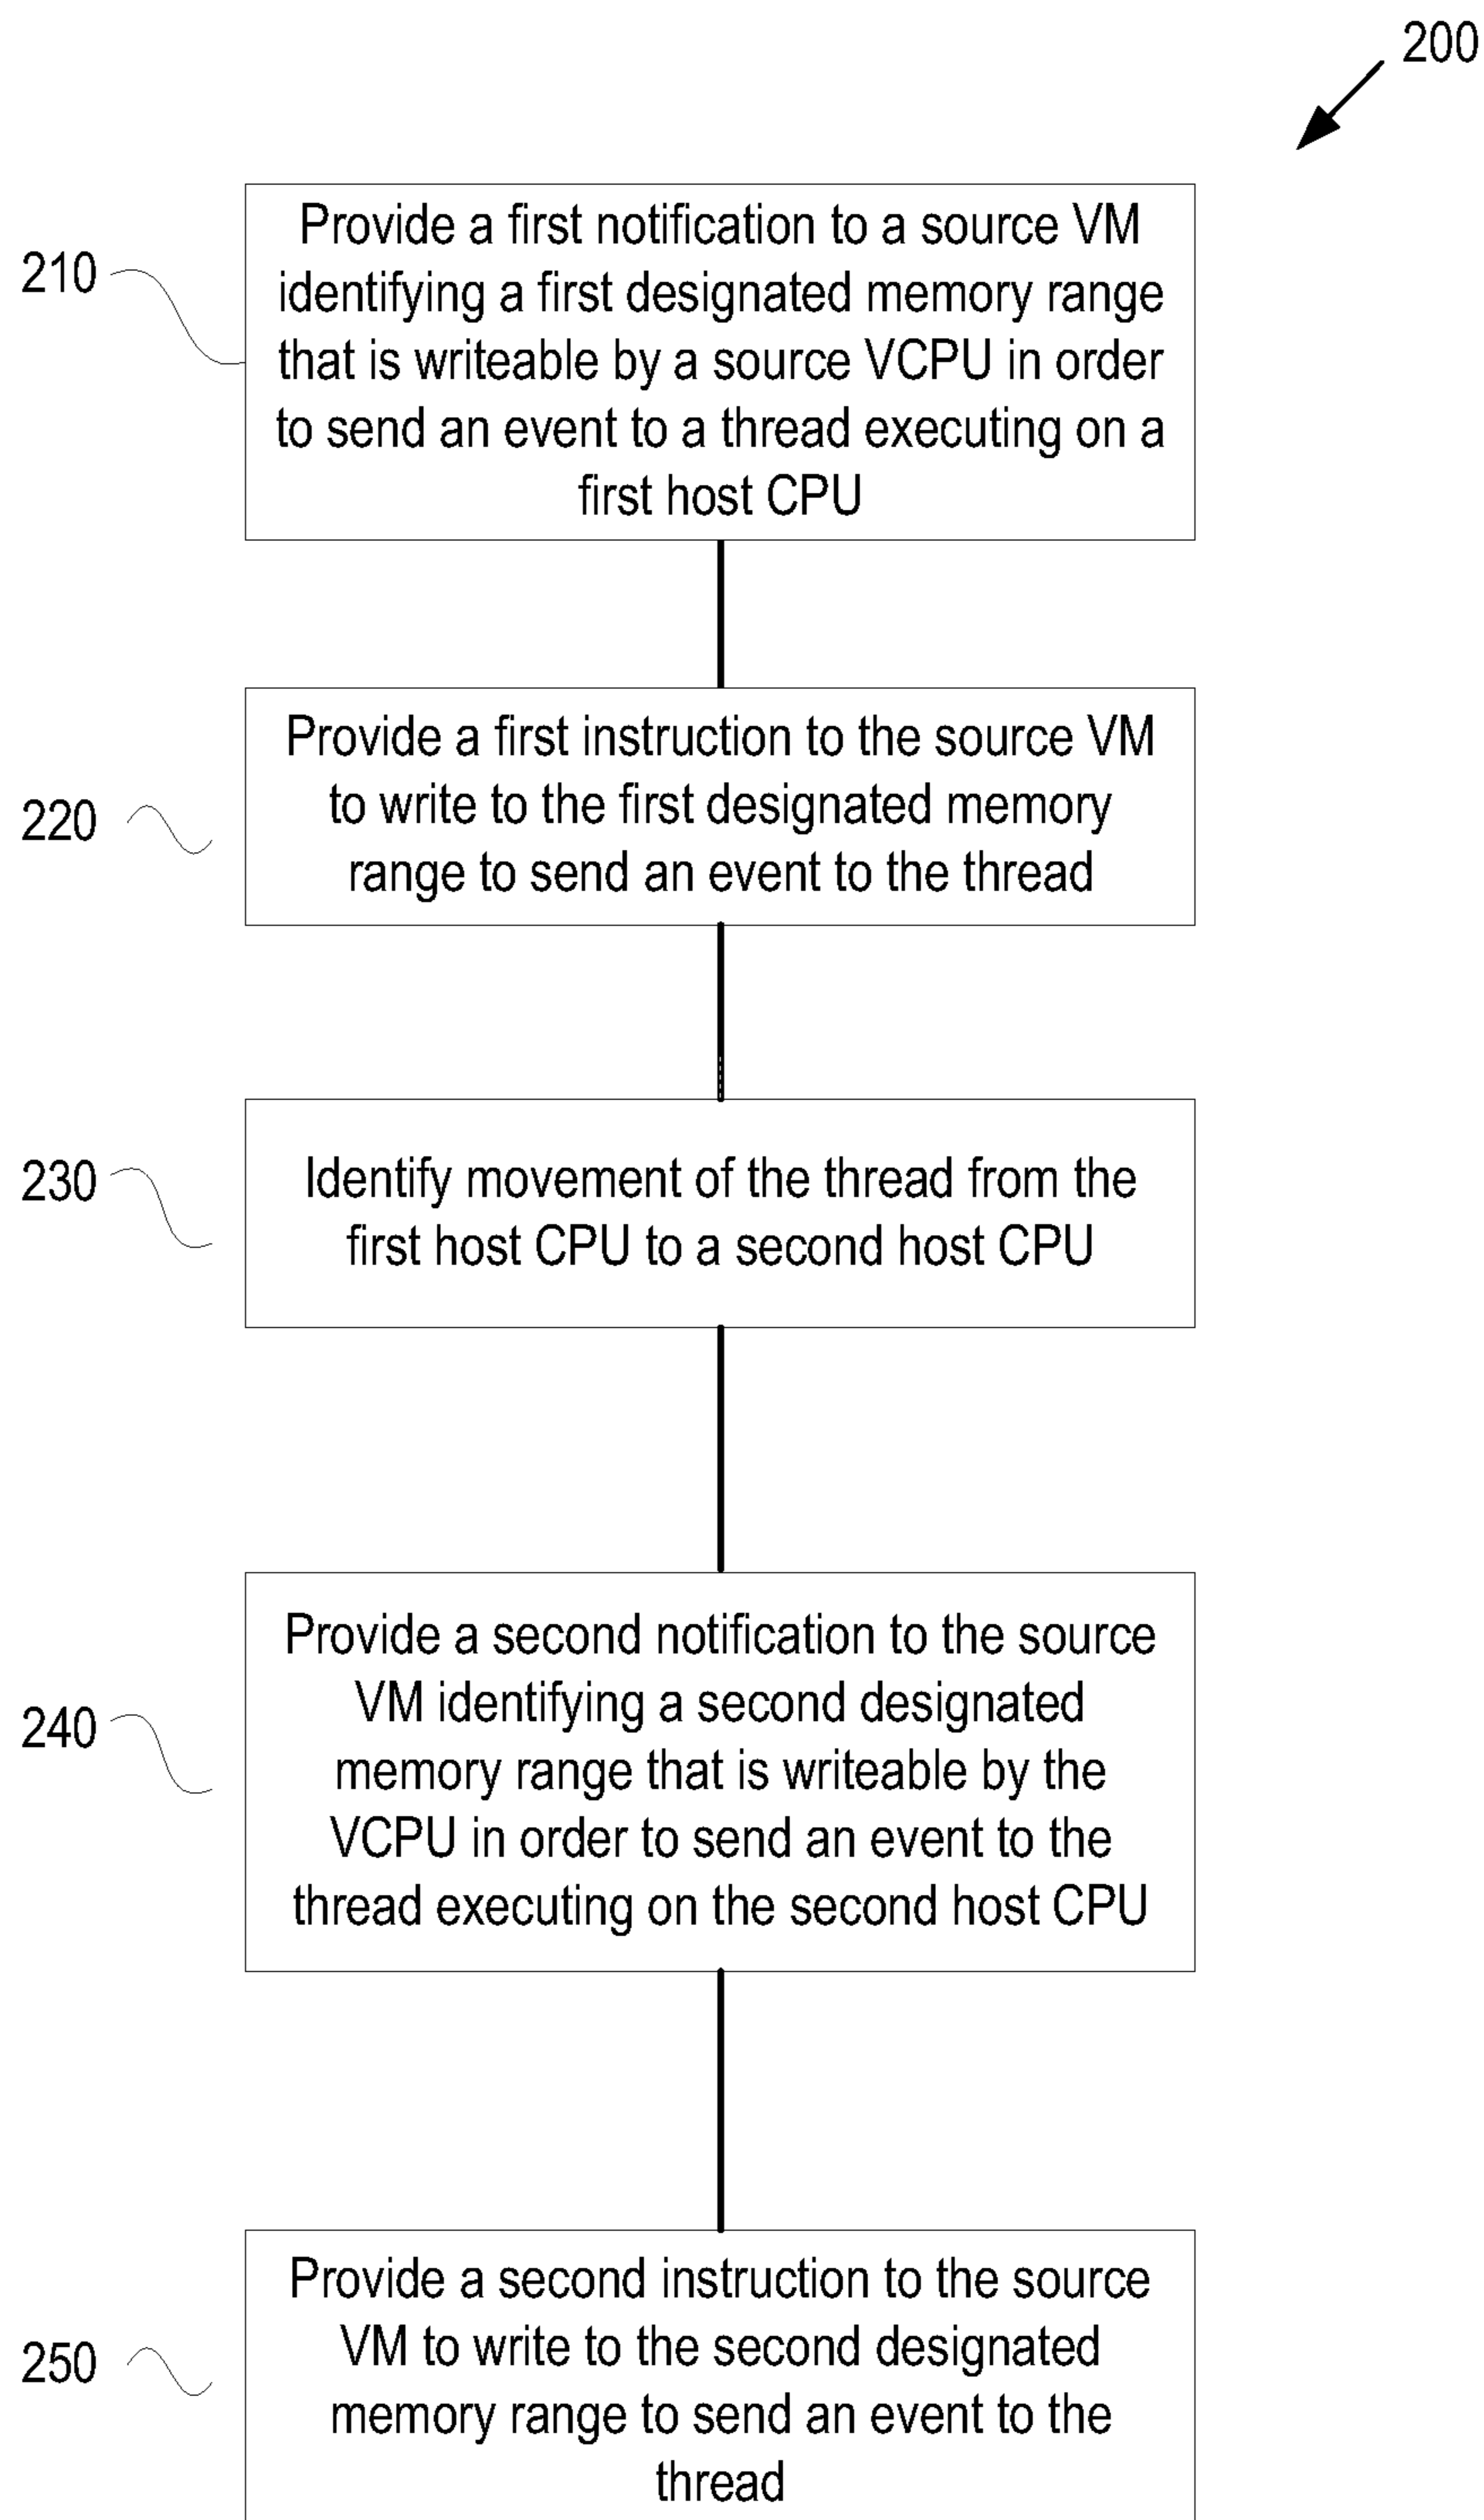 200
210
Provide a first notification to a source VM
identifying a first designated memory range
that is writeable by a source VCPU in order
to send an event to a thread executing on a
first host CPU
220
Provide a first instruction to the source VM
to write to the first designated memory
range to send an event to the thread
230
Identify movement of the thread from the
first host CPU to a second host CPU
240
Provide a second notification to the source
VM identifying a second designated
memory range that is writeable by the
VCPU in order to send an event to the
thread executing on the second host CPU
250
Provide a second instruction to the source
VM to write to the second designated
memory range to send an event to the
thread